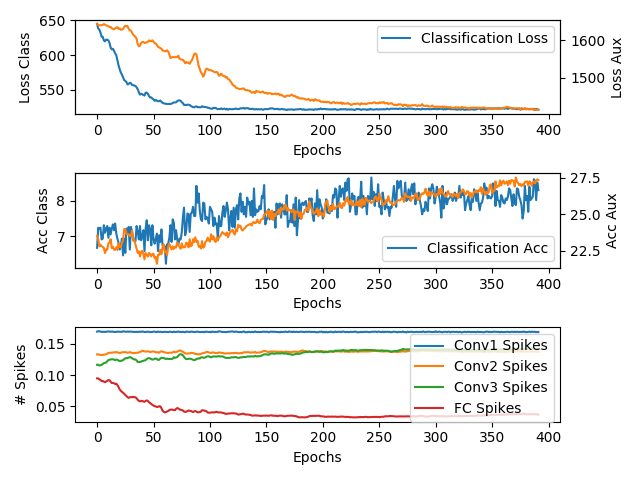 650
600
550
Loss Class
Classification Loss
1600
1500
Loss Aux
0 50 100 150 200 250 300 350 400
Epochs
8
7
Acc Class
Classification Acc
27.5
25.0
22.5
Acc Aux
0 50 100 150 200 250 300 350 400
Epochs
0.15
0.10
0.05
# Spikes
Conv1 Spikes
Conv2 Spikes
Conv3 Spikes
FC Spikes
0 50 100 150 200 250 300 350 400
Epochs